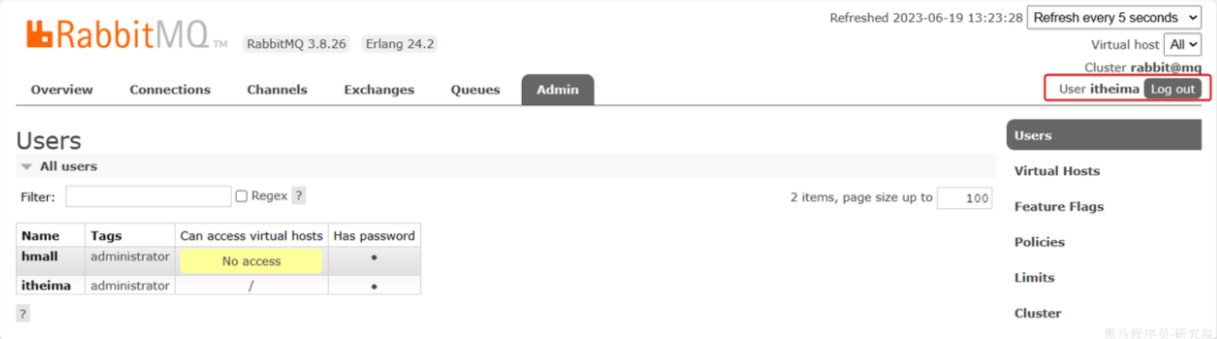 RabbitMQ TM
RabbitMQ 3.8.26 Erlang 24.2
Refreshed 2023-06-19 13:23:28 Refresh every 5 seconds
Virtual host All
Cluster rabbit@mq
User itheima Log out
Overview Connections Channels Exchanges Queues Admin
Users
All users
Filter: Regex ? 2 items, page size up to 100
Name Tags Can access virtual hosts Has password
hmall administrator No access •
itheima administrator / •
?
Users
Virtual Hosts
Feature Flags
Policies
Limits
Cluster
黑马程序员-研究院